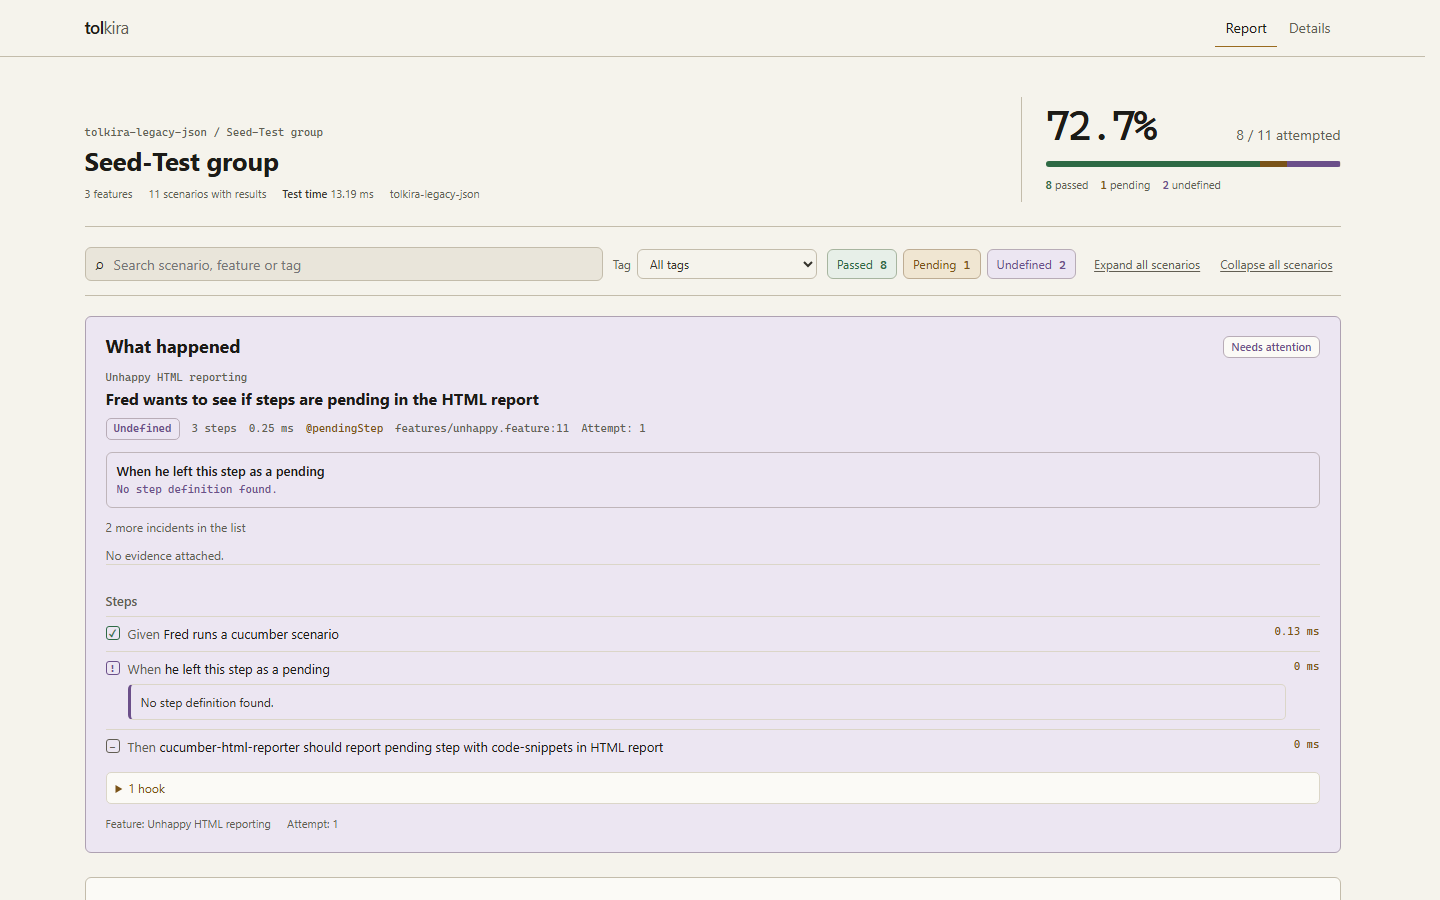 tolkira
Report Details
tolkira-legacy-json / Seed-Test group
Seed-Test group
3 features 11 scenarios with results Test time 13.19 ms tolkira-legacy-json
72.7% 8 / 11 attempted
8 passed 1 pending 2 undefined
Search scenario, feature or tag Tag All tags Passed 8 Pending 1 Undefined 2 Expand all scenarios Collapse all scenarios
What happened Needs attention
Unhappy HTML reporting
Fred wants to see if steps are pending in the HTML report
Undefined 3 steps 0.25 ms @pendingStep features/unhappy.feature:11 Attempt: 1
When he left this step as a pending
No step definition found.
2 more incidents in the list
No evidence attached.
Steps
✓ Given Fred runs a cucumber scenario 0.13 ms
! When he left this step as a pending 0 ms
No step definition found.
– Then cucumber-html-reporter should report pending step with code-snippets in HTML report 0 ms
▶ 1 hook
Feature: Unhappy HTML reporting Attempt: 1